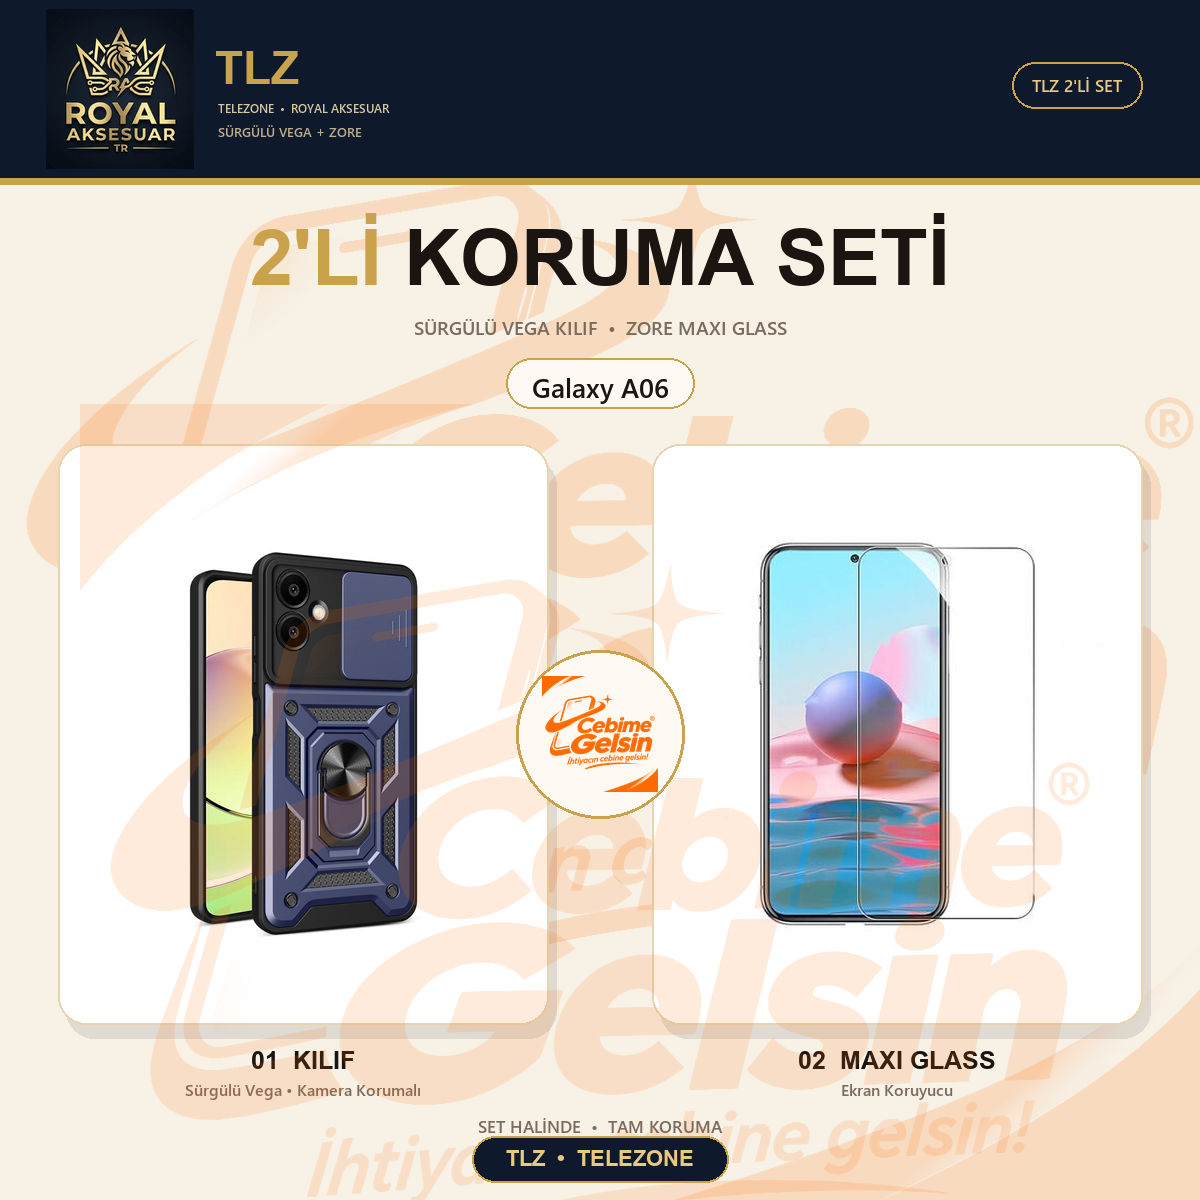 ROYAL
AKSESUAR
TR
TLZ
TELEZONE • ROYAL AKSESUAR
SÜRGÜLÜ VEGA + ZORE
TLZ 2'Lİ SET
2'Lİ KORUMA SETİ
SÜRGÜLÜ VEGA KILIF • ZORE MAXI GLASS
Galaxy A06
Cebime®
Gelsin
İhtiyacın cebine gelsin!
Cebime®
Gelsin
01 KILIF
Sürgülü Vega • Kamera Korumalı
02 MAXI GLASS
Ekran Koruyucu
SET HALİNDE • TAM KORUMA
TLZ • TELEZONE